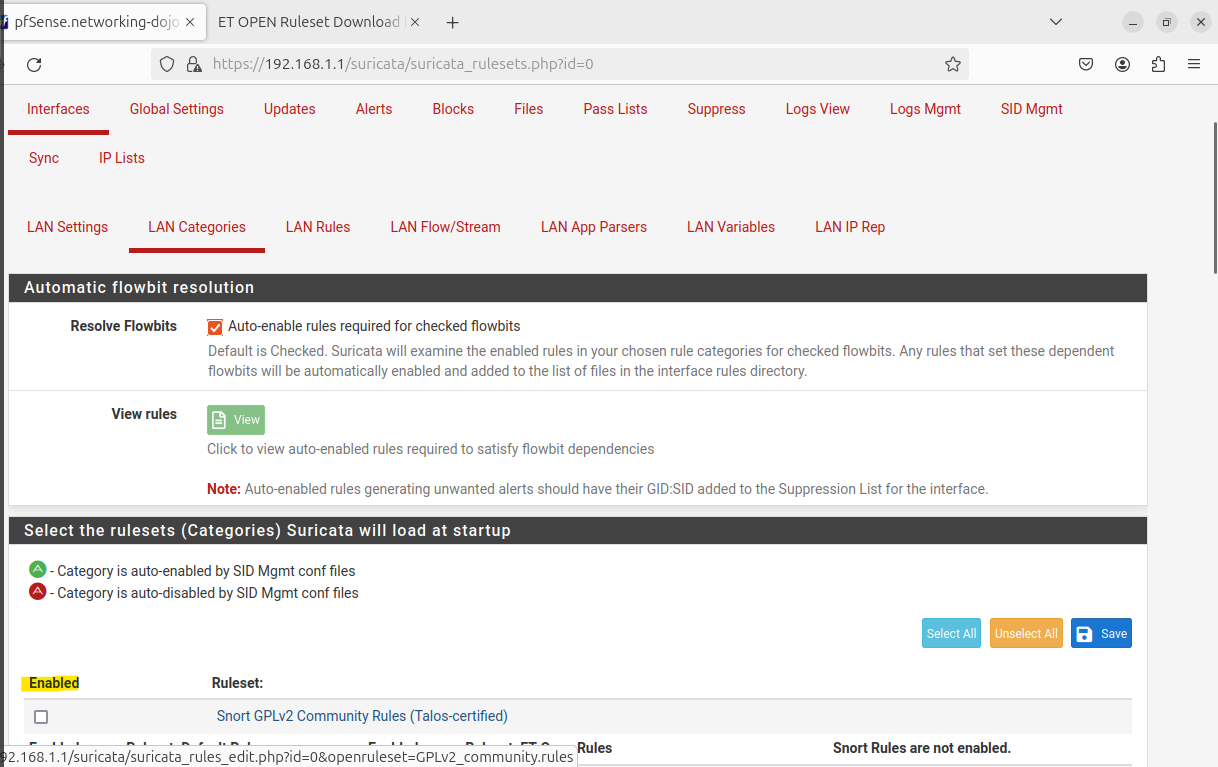 pfSense.networking-dojo
ET OPEN Ruleset Download
https://192.168.1.1/suricata/suricata_rulesets.php?id=0
Interfaces Global Settings Updates Alerts Blocks Files Pass Lists Suppress Logs View Logs Mgmt SID Mgmt
Sync IP Lists
LAN Settings LAN Categories LAN Rules LAN Flow/Stream LAN App Parsers LAN Variables LAN IP Rep
Automatic flowbit resolution
Resolve Flowbits Auto-enable rules required for checked flowbits
Default is Checked. Suricata will examine the enabled rules in your chosen rule categories for checked flowbits. Any rules that set these dependent
flowbits will be automatically enabled and added to the list of files in the interface rules directory.
View rules View
Click to view auto-enabled rules required to satisfy flowbit dependencies
Note: Auto-enabled rules generating unwanted alerts should have their GID:SID added to the Suppression List for the interface.
Select the rulesets (Categories) Suricata will load at startup
- Category is auto-enabled by SID Mgmt conf files
- Category is auto-disabled by SID Mgmt conf files
Select All Unselect All Save
Enabled Ruleset:
Snort GPLv2 Community Rules (Talos-certified)
Rules Snort Rules are not enabled.
92.168.1.1/suricata/suricata_rules_edit.php?id=0&openruleset=GPLv2_community.rules